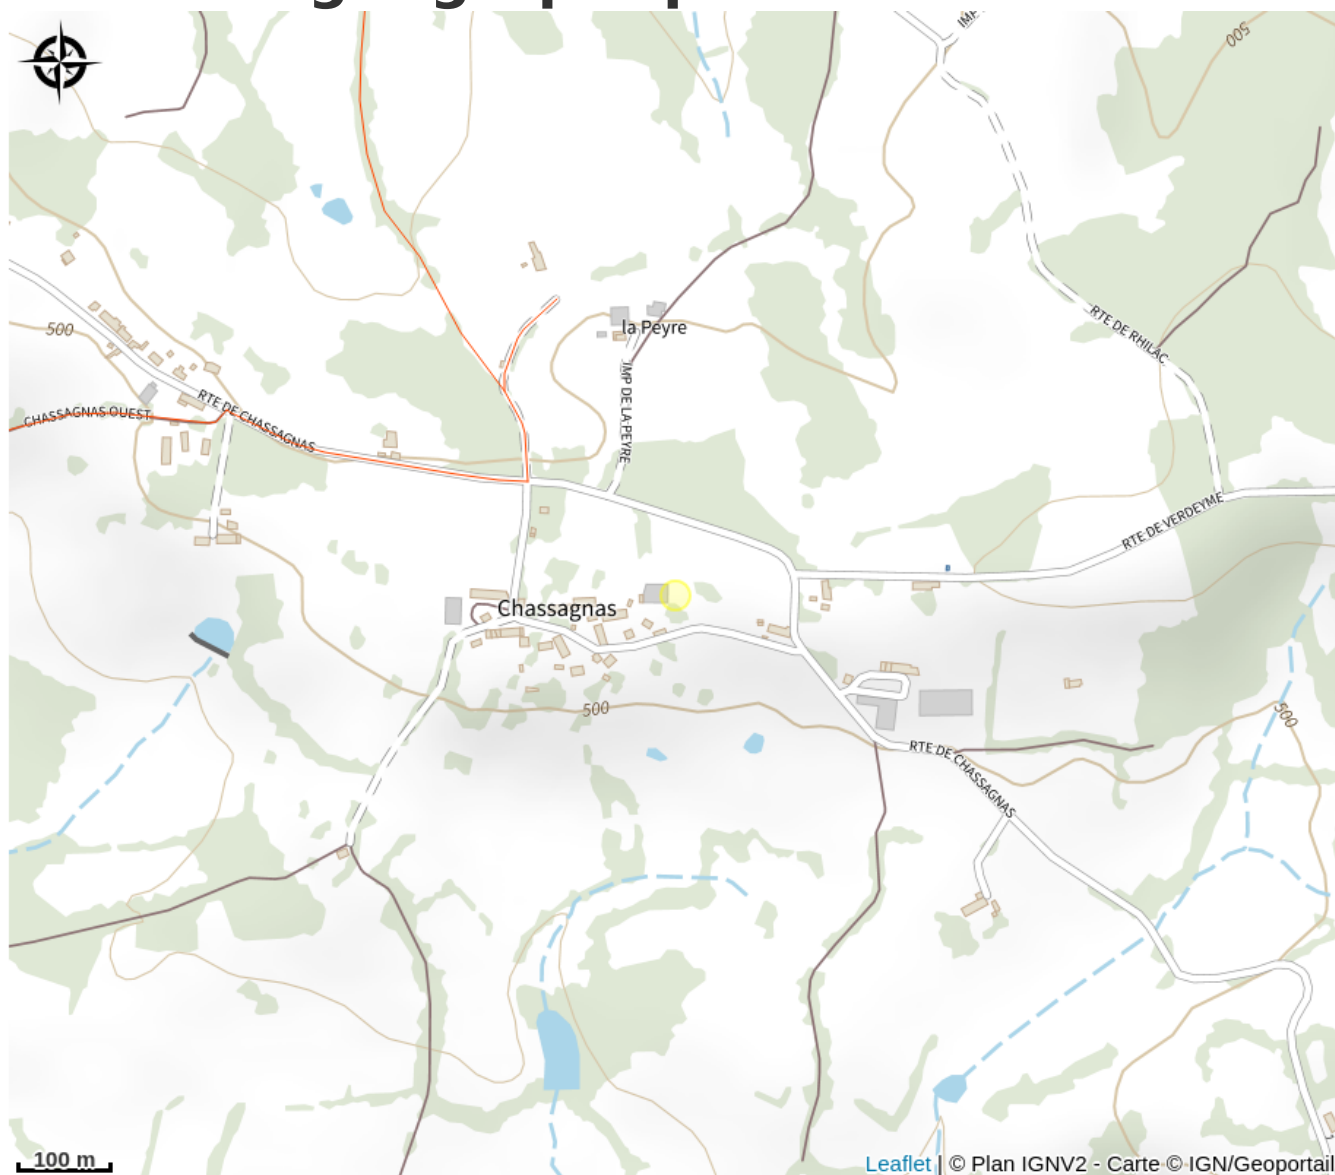 500
la Peyre
RTE DE RHILAC
500
IMP DE LA PEYRE
RTE DE CHASSAGNAS
CHASSAGNAS OUEST
RTE DE VERDEYME
Chassagnas
500
500
RTE DE CHASSAGNAS
100 m
Leaflet | © Plan IGNV2 - Carte © IGN/Geoportail